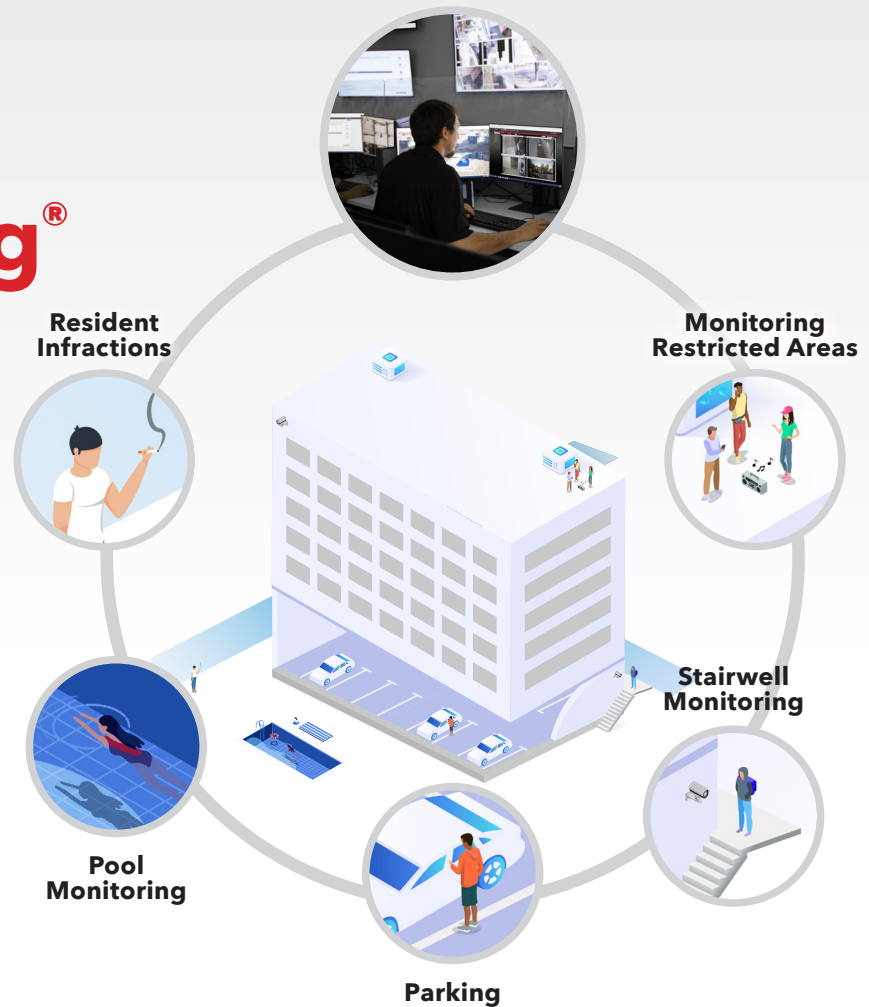 g®
Resident
Infractions
Monitoring
Restricted Areas
Stairwell
Monitoring
Pool
Monitoring
Parking